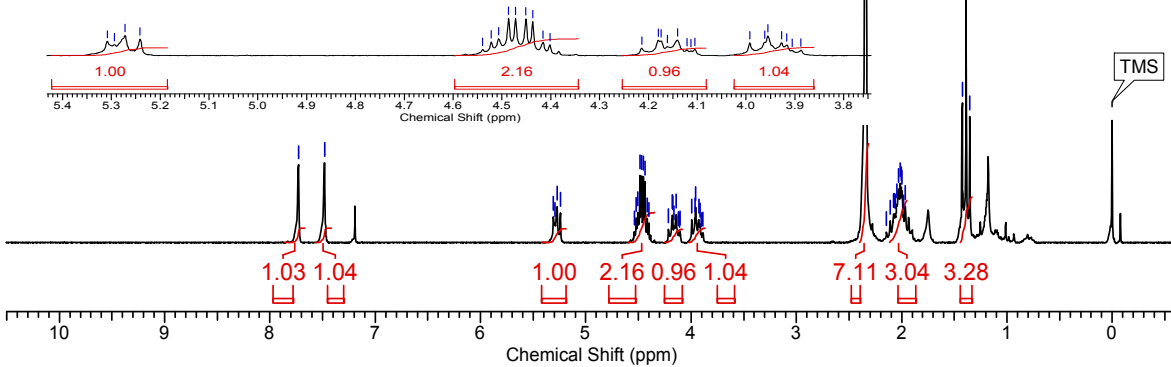 1.00 2.16 0.96 1.04
5.4 5.3 5.2 5.1 5.0 4.9 4.8 4.7 4.6 4.5 4.4 4.3 4.2 4.1 4.0 3.9 3.8
Chemical Shift (ppm)
TMS
1.03 1.04 1.00 2.16 0.96 1.04 7.11 3.04 3.28
10 9 8 7 6 5 4 3 2 1 0
Chemical Shift (ppm)